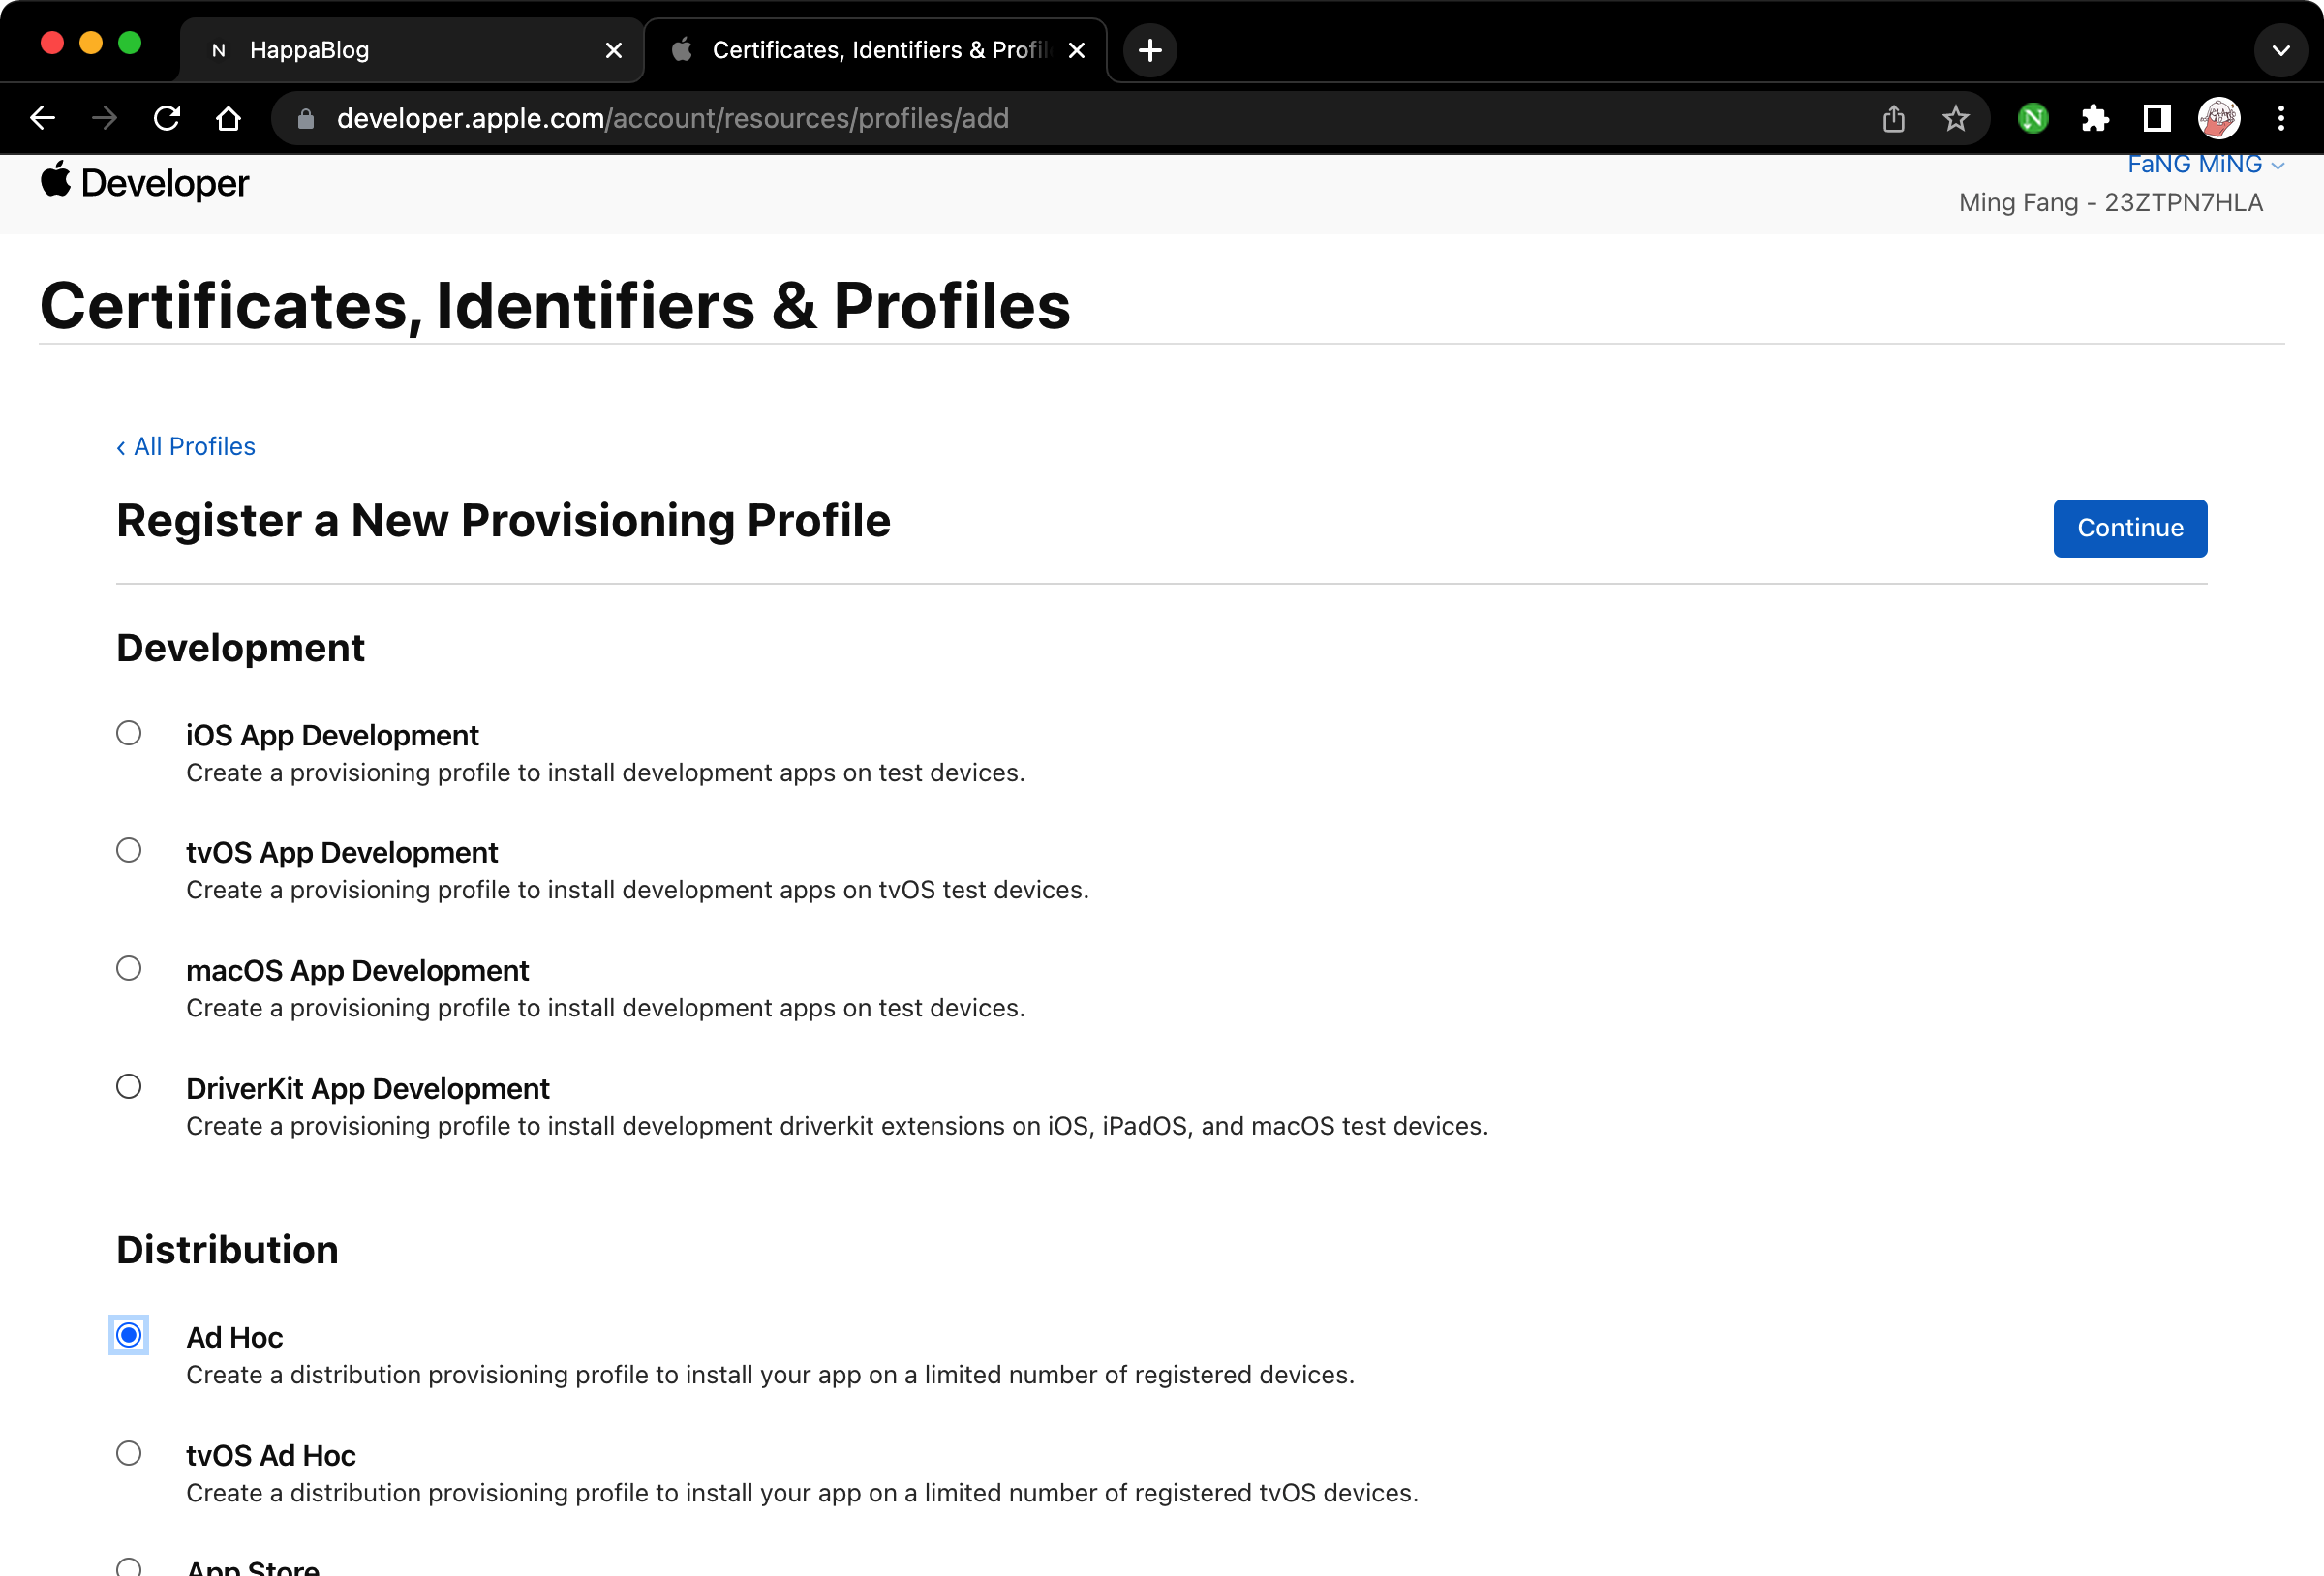 HappaBlog
Certificates, Identifiers & Profil
developer.apple.com/account/resources/profiles/add
Developer
FaNG MiNG
Ming Fang - 23ZTPN7HLA
Certificates, Identifiers & Profiles
‹ All Profiles
Register a New Provisioning Profile
Continue
Development
iOS App Development
Create a provisioning profile to install development apps on test devices.
tvOS App Development
Create a provisioning profile to install development apps on tvOS test devices.
macOS App Development
Create a provisioning profile to install development apps on test devices.
DriverKit App Development
Create a provisioning profile to install development driverkit extensions on iOS, iPadOS, and macOS test devices.
Distribution
Ad Hoc
Create a distribution provisioning profile to install your app on a limited number of registered devices.
tvOS Ad Hoc
Create a distribution provisioning profile to install your app on a limited number of registered tvOS devices.
App Store